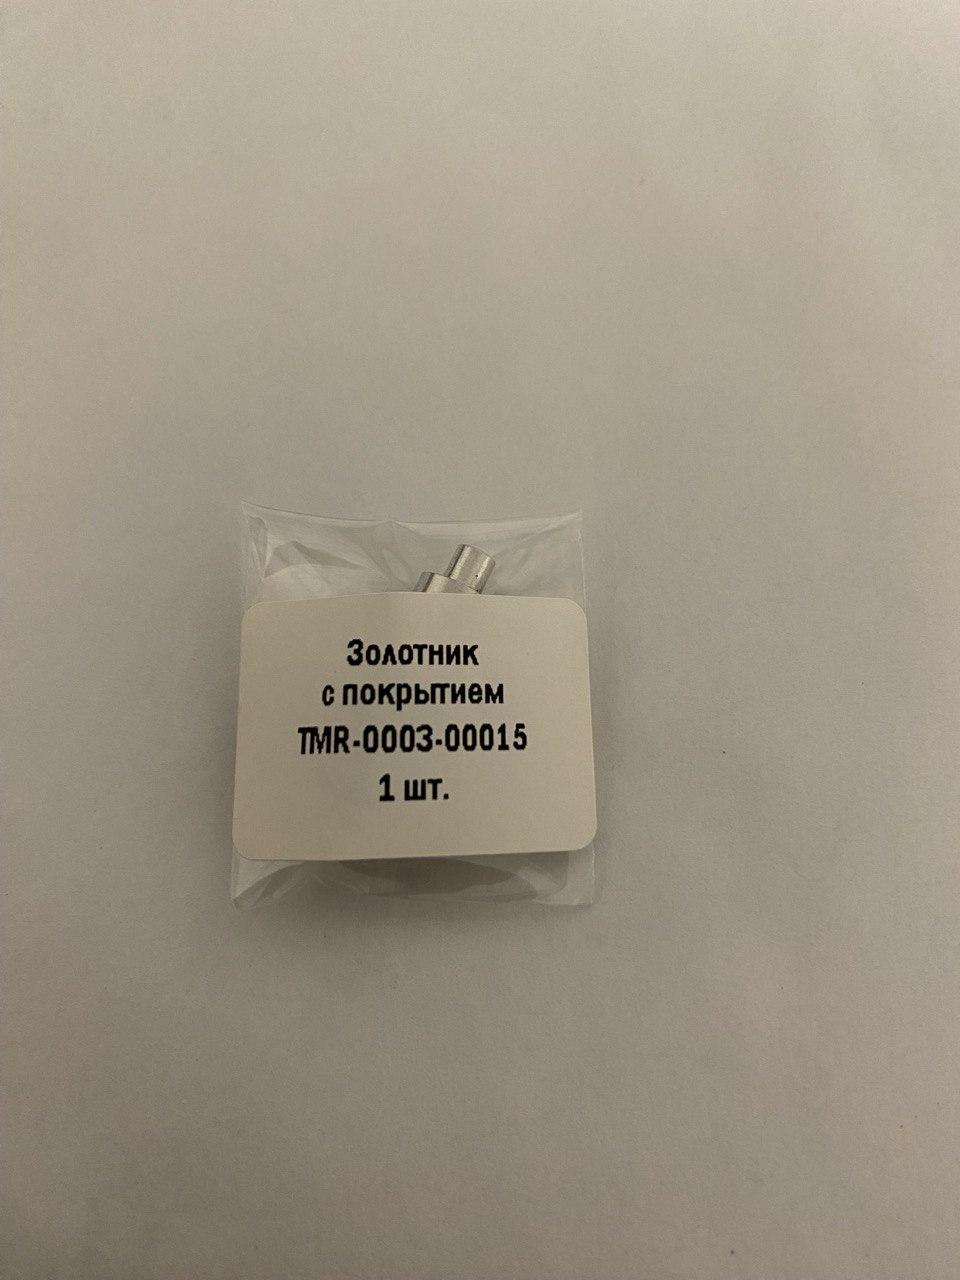 Золотник
с покрытием
TMR-0003-00015
1 шт.